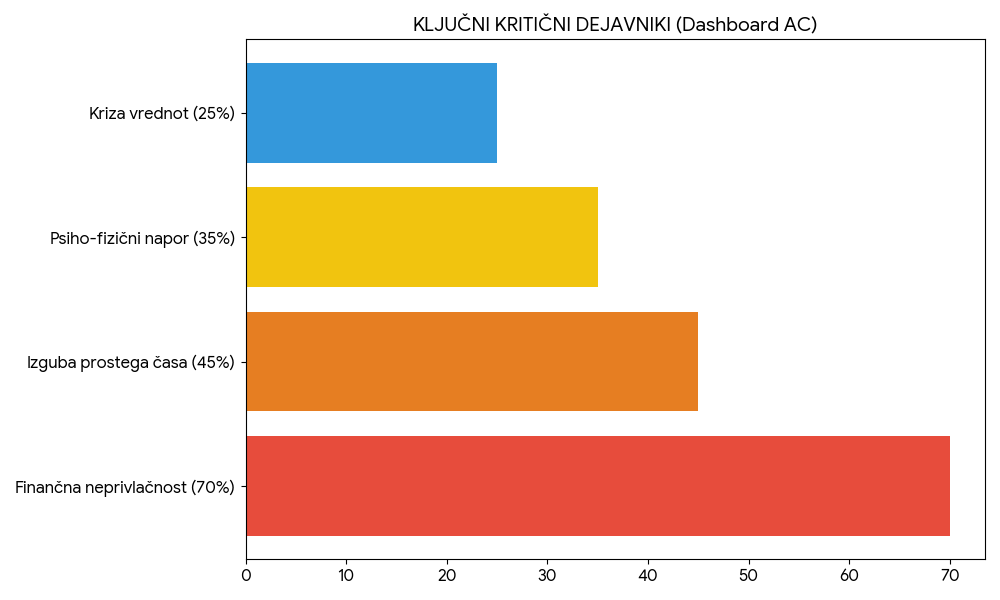 KLJUČNI KRITIČNI DEJAVNIKI (Dashboard AC)
Kriza vrednot (25%)
Psiho-fizični napor (35%)
Izguba prostega časa (45%)
Finančna neprivlačnost (70%)
0 10 20 30 40 50 60 70